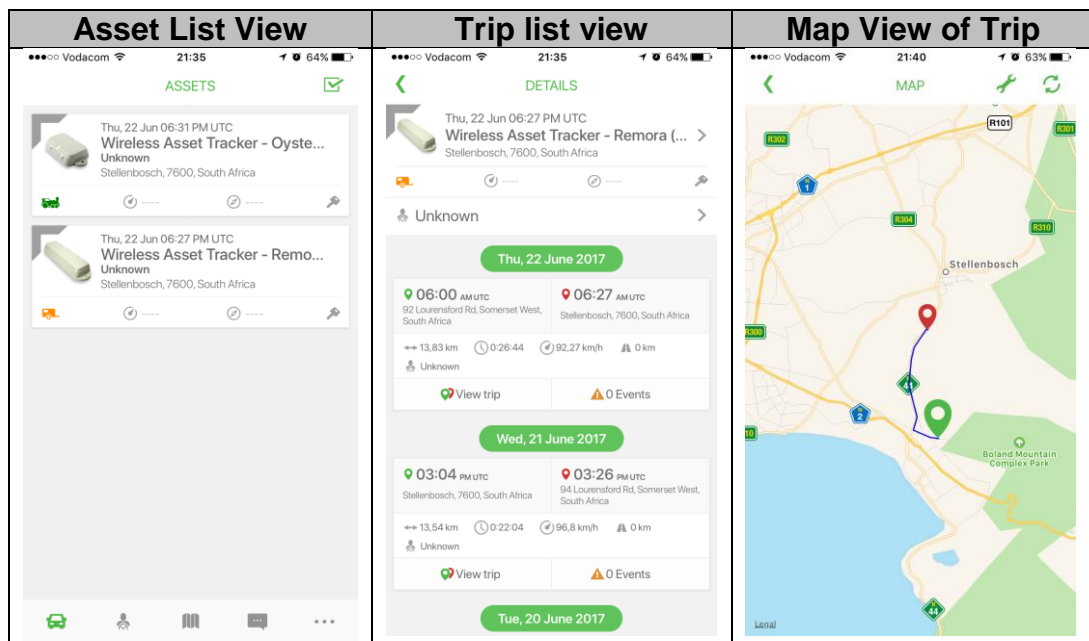 Asset List View
Trip list view
Map View of Trip
Vodacom 21:35 64%
ASSETS
Thu, 22 Jun 06:31 PM UTC
Wireless Asset Tracker - Oyste...
Unknown
Stellenbosch, 7600, South Africa
---- ----
Thu, 22 Jun 06:27 PM UTC
Wireless Asset Tracker - Remo...
Unknown
Stellenbosch, 7600, South Africa
---- ----
Vodacom 21:35 64%
DETAILS
Thu, 22 Jun 06:27 PM UTC
Wireless Asset Tracker - Remora (...
Stellenbosch, 7600, South Africa
---- ----
Unknown
Thu, 22 June 2017
06:00 AM UTC
92 Lourensford Rd, Somerset West,
South Africa
06:27 AM UTC
Stellenbosch, 7600, South Africa
13,83 km 0:26:44 92,27 km/h 0 km
Unknown
View trip 0 Events
Wed, 21 June 2017
03:04 PM UTC
Stellenbosch, 7600, South Africa
03:26 PM UTC
94 Lourensford Rd, Somerset West,
South Africa
13,54 km 0:22:04 96,8 km/h 0 km
Unknown
View trip 0 Events
Tue, 20 June 2017
Vodacom 21:40 63%
MAP
R101
R301
R302
N
1
R304
R310
Stellenbosch
R300
44
N
2
10
Boland Mountain
Complex Park
44
Legal